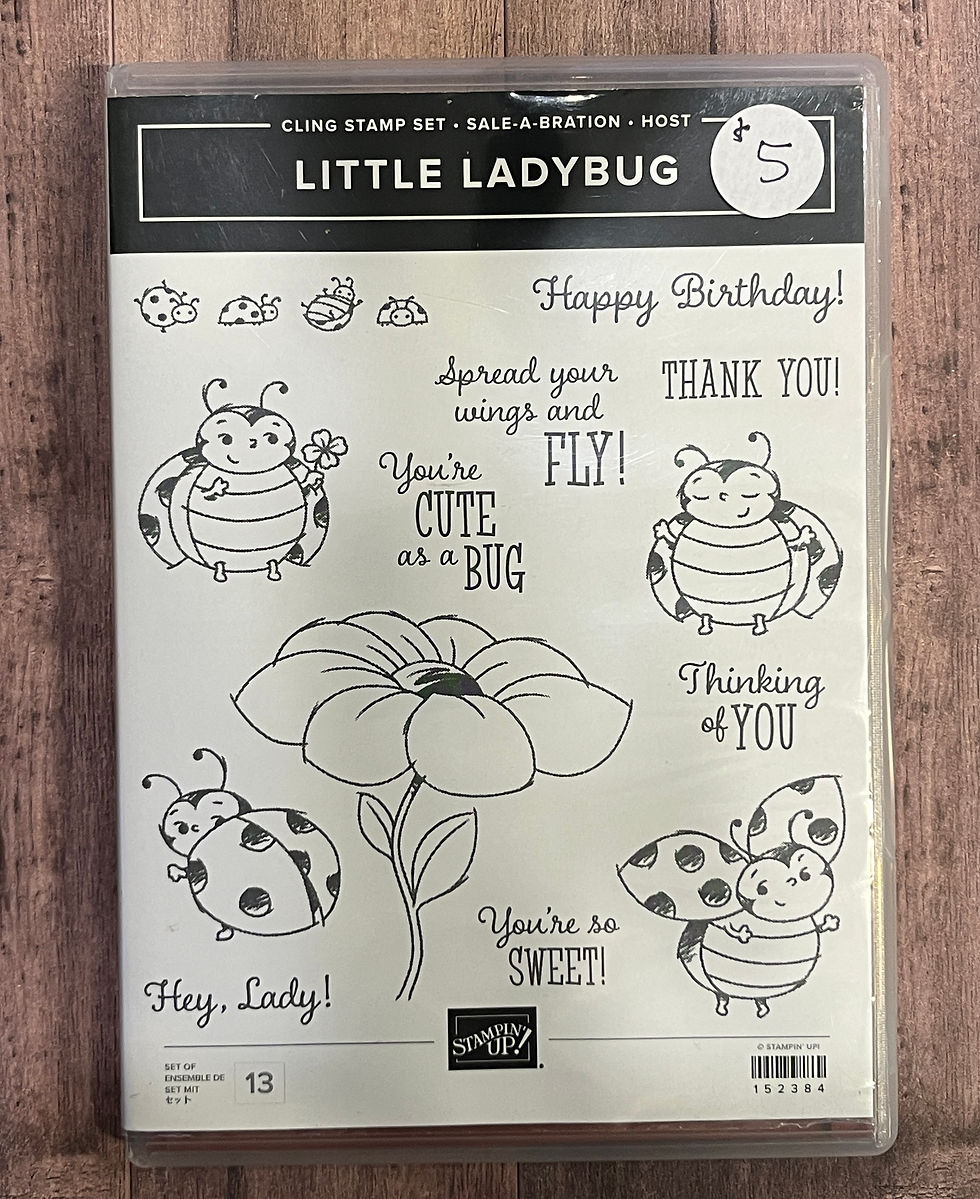 CLING STAMP SET • SALE-A-BRATION • HOST
LITTLE LADYBUG
$5
Happy Birthday!
Spread your
wings and
FLY!
THANK YOU!
You're
CUTE
as a BUG
Thinking
of YOU
You're so
SWEET!
Hey, Lady!
STAMPIN'
UP!
SET OF
ENSEMBLE DE
SET MIT
セット
13
© STAMPIN' UP!
152384